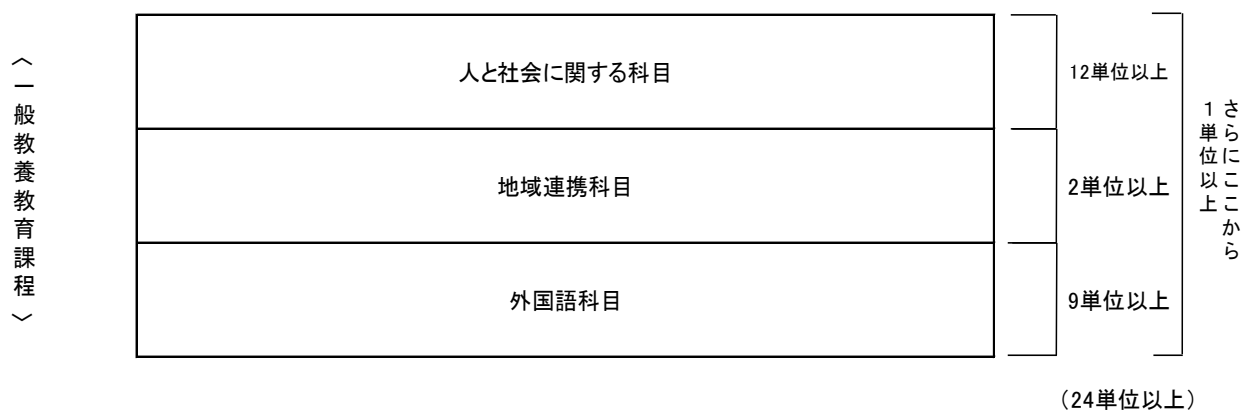 〈一般教養教育課程〉
人と社会に関する科目
12単位以上
地域連携科目
2単位以上
外国語科目
9単位以上
さらにここから
１単位以上
（24単位以上）